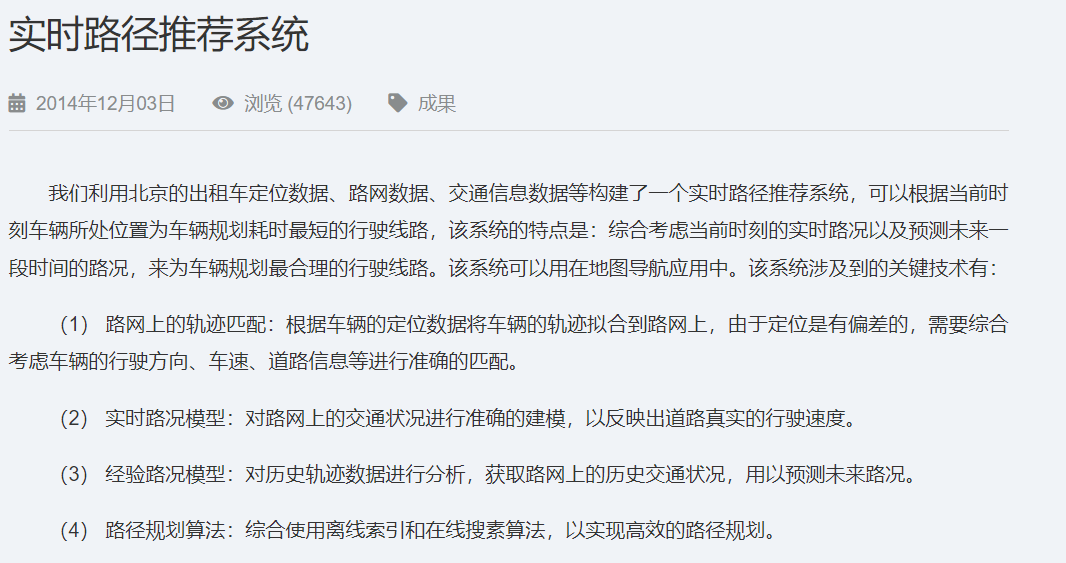 实时路径推荐系统
2014年12月03日 浏览 (47643) 成果
我们利用北京的出租车定位数据、路网数据、交通信息数据等构建了一个实时路径推荐系统，可以根据当前时
刻车辆所处位置为车辆规划耗时最短的行驶线路，该系统的特点是：综合考虑当前时刻的实时路况以及预测未来一
段时间的路况，来为车辆规划最合理的行驶线路。该系统可以用在地图导航应用中。该系统涉及到的关键技术有：
（1） 路网上的轨迹匹配：根据车辆的定位数据将车辆的轨迹拟合到路网上，由于定位是有偏差的，需要综合
考虑车辆的行驶方向、车速、道路信息等进行准确的匹配。
（2） 实时路况模型：对路网上的交通状况进行准确的建模，以反映出道路真实的行驶速度。
（3） 经验路况模型：对历史轨迹数据进行分析，获取路网上的历史交通状况，用以预测未来路况。
（4） 路径规划算法：综合使用离线索引和在线搜素算法，以实现高效的路径规划。